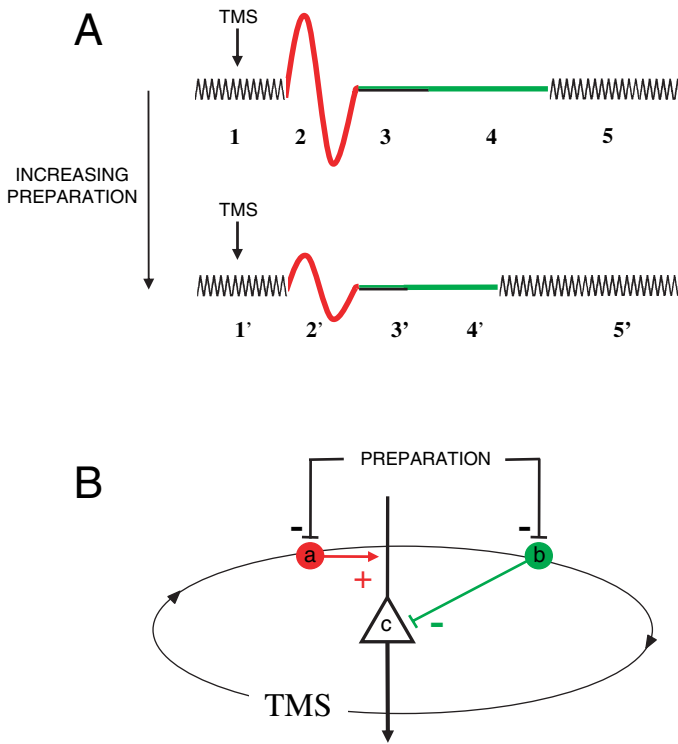 A
TMS
1 2 3 4 5
INCREASING
PREPARATION
TMS
1' 2' 3' 4' 5'
B
PREPARATION
- -
a b
+
c -
TMS